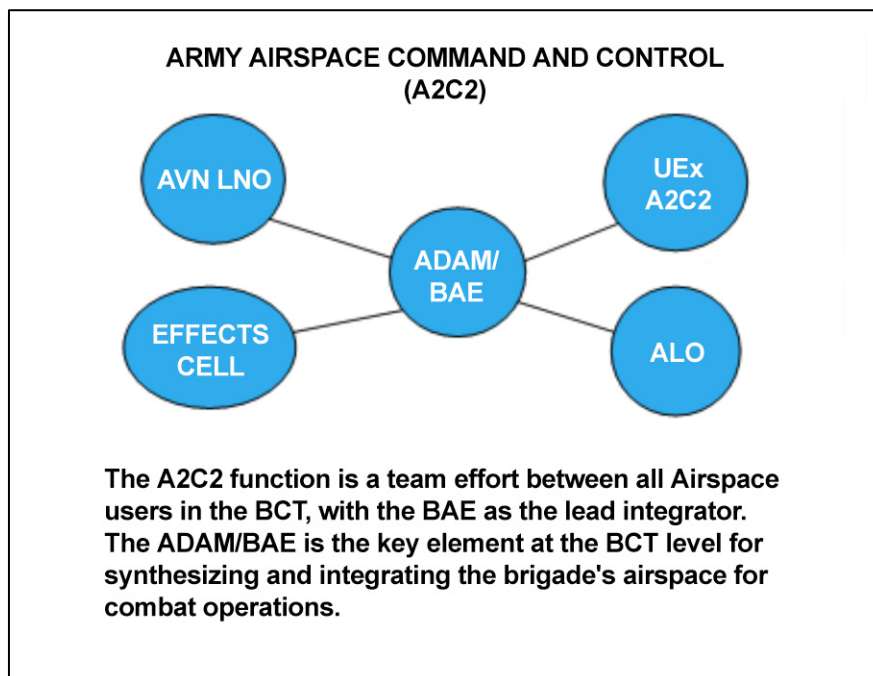 ARMY AIRSPACE COMMAND AND CONTROL
(A2C2)
AVN LNO
UEx
A2C2
ADAM/
BAE
EFFECTS
CELL
ALO
The A2C2 function is a team effort between all Airspace
users in the BCT, with the BAE as the lead integrator.
The ADAM/BAE is the key element at the BCT level for
synthesizing and integrating the brigade's airspace for
combat operations.